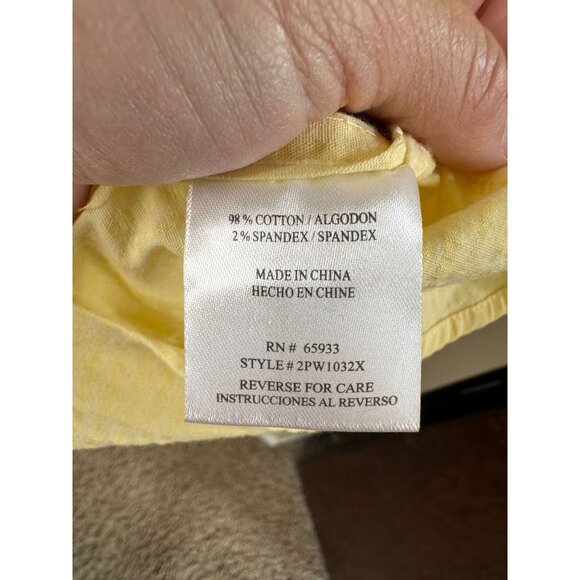 98 % COTTON / ALGODON
2 % SPANDEX / SPANDEX
MADE IN CHINA
HECHO EN CHINE
RN # 65933
STYLE # 2PW1032X
REVERSE FOR CARE
INSTRUCCIONES AL REVERSO